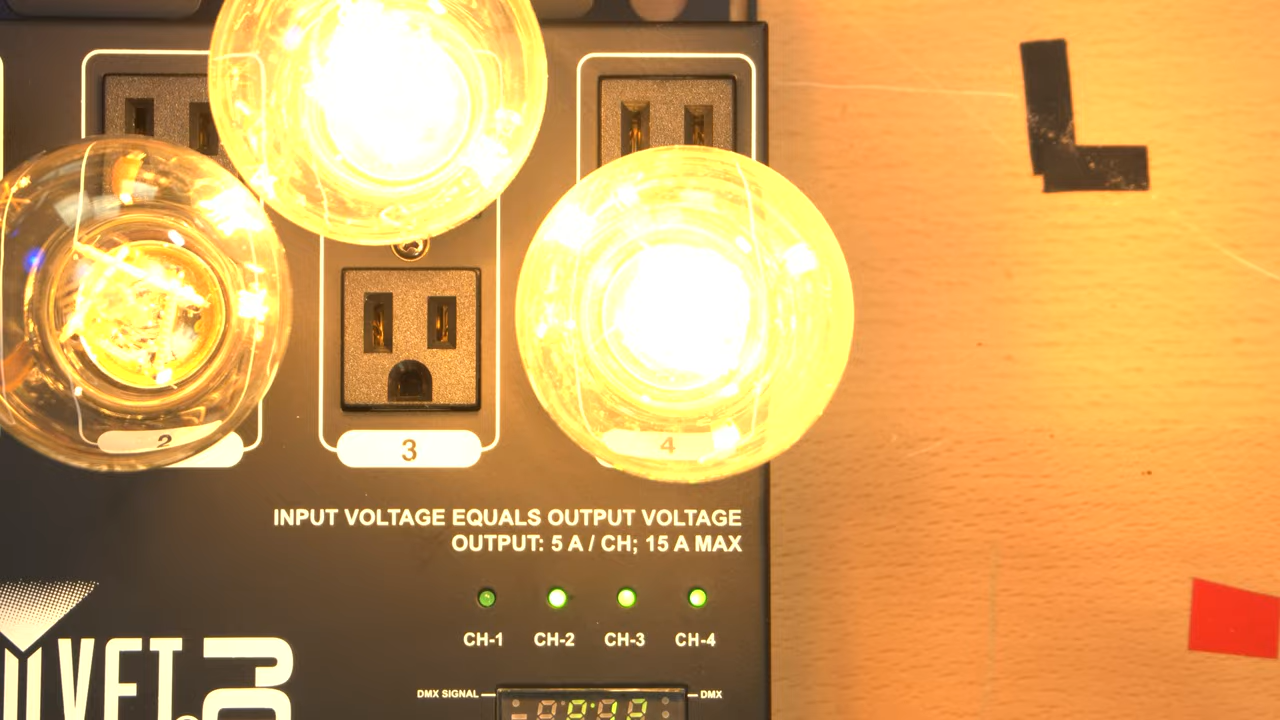 2
3
4
INPUT VOLTAGE EQUALS OUTPUT VOLTAGE
OUTPUT: 5 A / CH; 15 A MAX
CH-1 CH-2 CH-3 CH-4
DMX SIGNAL DMX